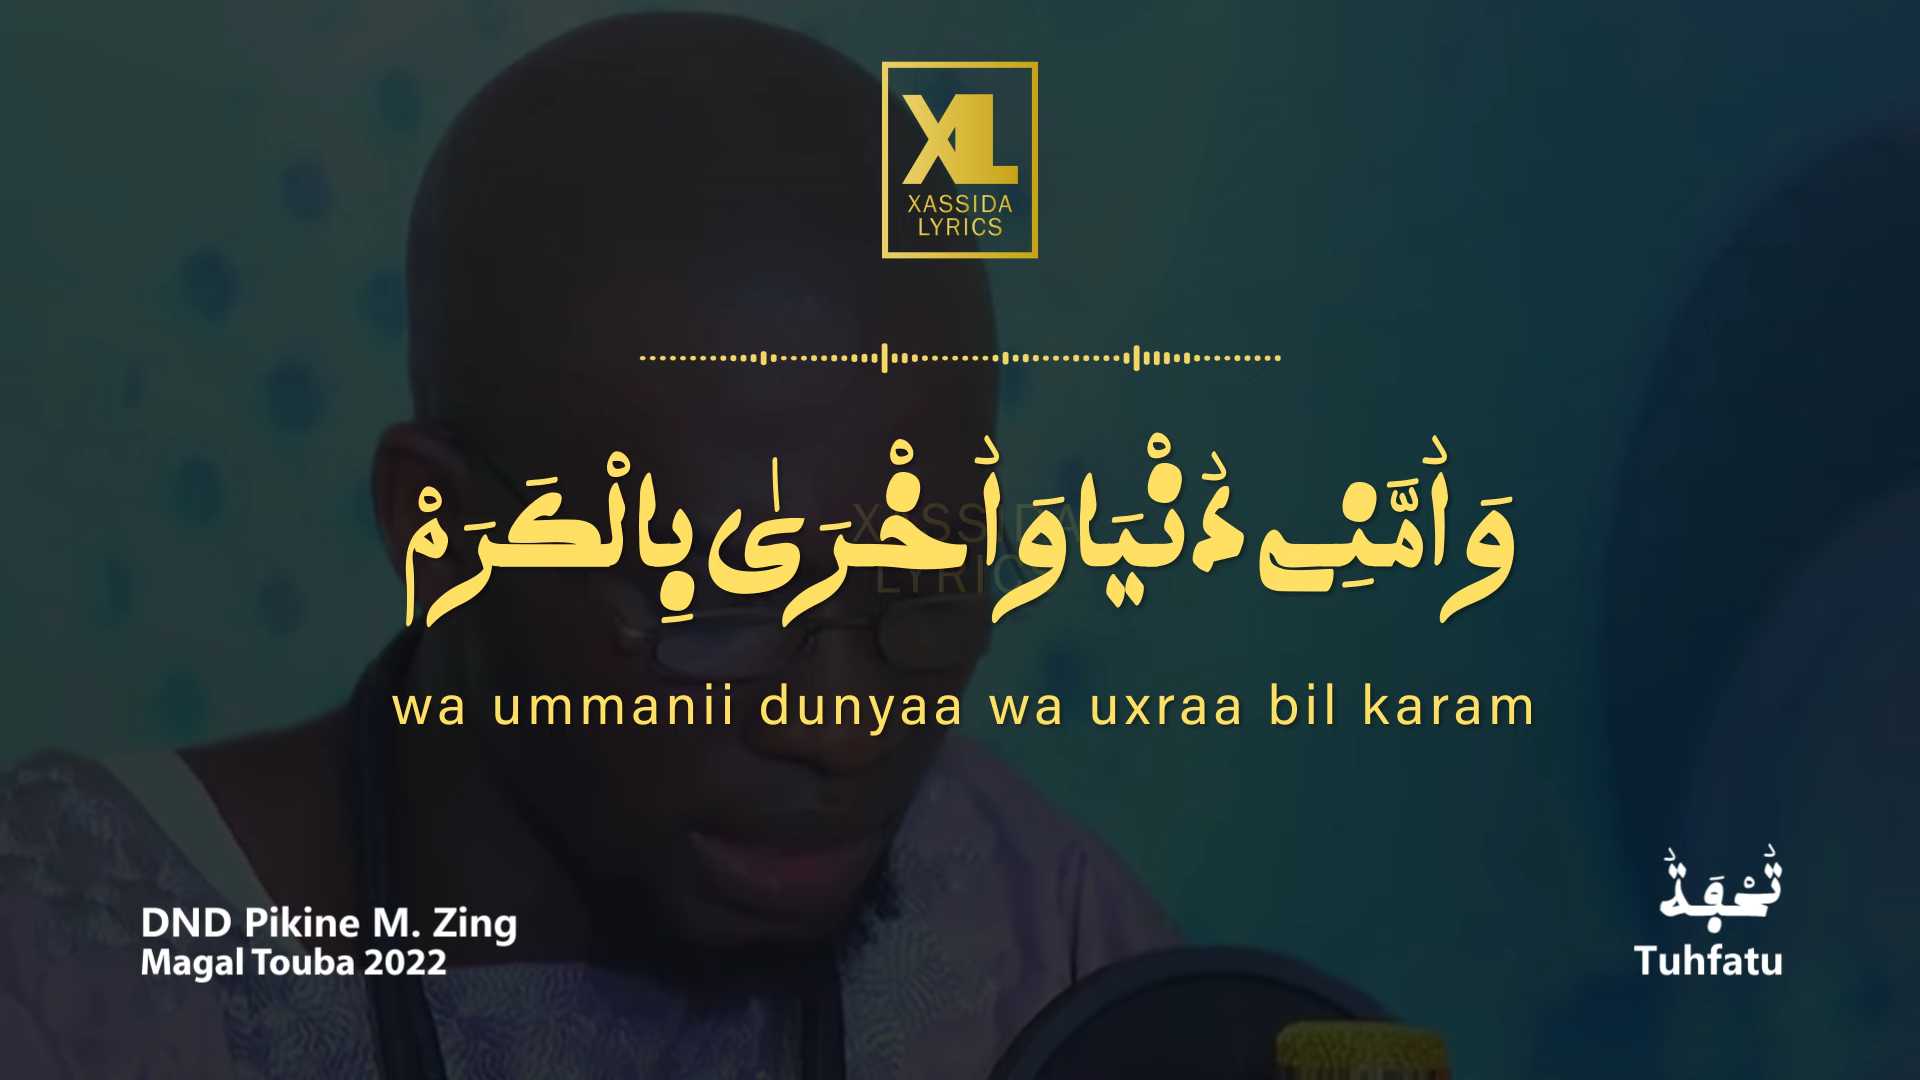 XL
XASSIDA
LYRICS
وَاُمَّنِے دُنْيَا وَاُخْرَىٰ بِالْكَرَمْ
wa ummanii dunyaa wa uxraa bil karam
DND Pikine M. Zing
Magal Touba 2022
تُحْفَةُ
Tuhfatu